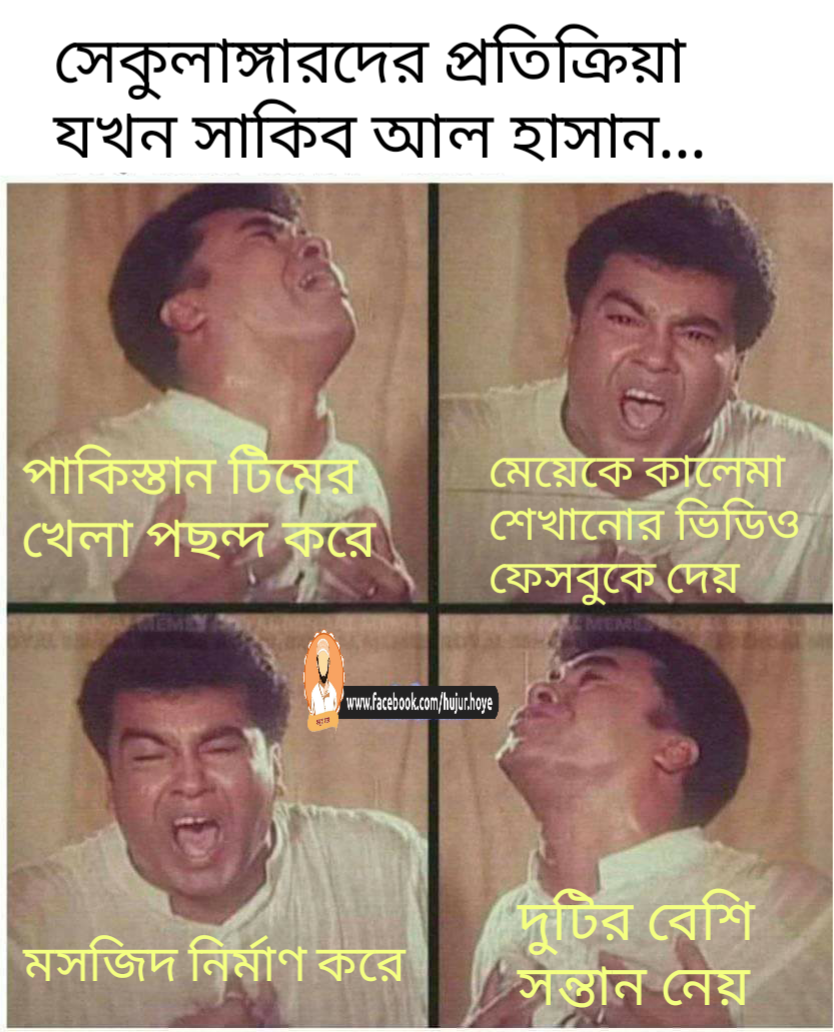 সেকুলাঙ্গারদের প্রতিক্রিয়া
যখন সাকিব আল হাসান...
পাকিস্তান টিমের
খেলা পছন্দ করে
মেয়েকে কালেমা
শেখানোর ভিডিও
ফেসবুকে দেয়
www.facebook.com/hujur.hoye
মসজিদ নির্মাণ করে
দুটির বেশি
সন্তান নেয়